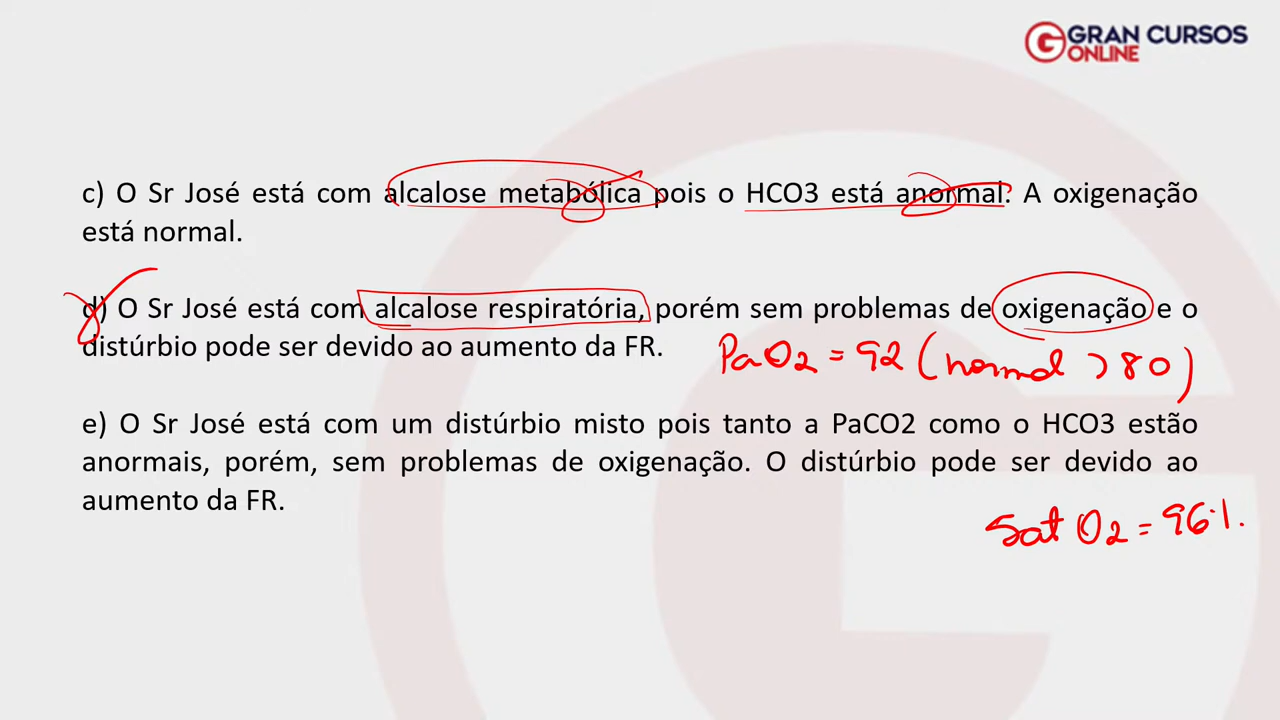 GRAN CURSOS
ONLINE
c) O Sr José está com alcalose metabólica pois o HCO3 está anormal. A oxigenação
está normal.
d) O Sr José está com alcalose respiratória, porém sem problemas de oxigenação e o
distúrbio pode ser devido ao aumento da FR.
PaO2 = 92 (normal > 80)
e) O Sr José está com um distúrbio misto pois tanto a PaCO2 como o HCO3 estão
anormais, porém, sem problemas de oxigenação. O distúrbio pode ser devido ao
aumento da FR.
Sat O2 = 96%